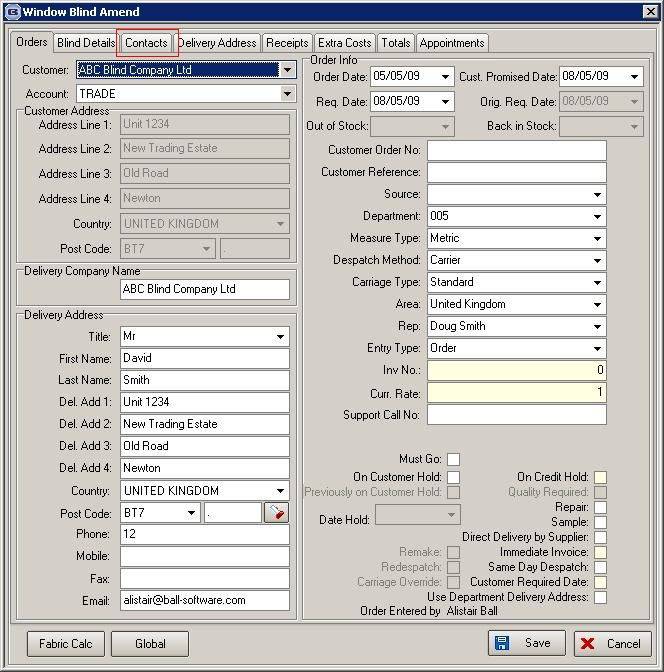 Window Blind Amend
Orders Blind Details Contacts Delivery Address Receipts Extra Costs Totals Appointments
Customer: ABC Blind Company Ltd
Account: TRADE
Customer Address
Address Line 1: Unit 1234
Address Line 2: New Trading Estate
Address Line 3: Old Road
Address Line 4: Newton
Country: UNITED KINGDOM
Post Code: BT7 .
Delivery Company Name
ABC Blind Company Ltd
Delivery Address
Title: Mr
First Name: David
Last Name: Smith
Del. Add 1: Unit 1234
Del. Add 2: New Trading Estate
Del. Add 3: Old Road
Del. Add 4: Newton
Country: UNITED KINGDOM
Post Code: BT7 .
Phone: 12
Mobile:
Fax:
Email: alistair@ball-software.com
Order Info
Order Date: 05/05/09 Cust. Promised Date: 08/05/09
Req. Date: 08/05/09 Orig. Req. Date: 08/05/09
Out of Stock: Back in Stock:
Customer Order No:
Customer Reference:
Source:
Department: 005
Measure Type: Metric
Despatch Method: Carrier
Carriage Type: Standard
Area: United Kingdom
Rep: Doug Smith
Entry Type: Order
Inv No.: 0
Curr. Rate: 1
Support Call No:
Must Go:
On Customer Hold: On Credit Hold:
Previously on Customer Hold: Quality Required:
Repair:
Date Hold: Sample:
Direct Delivery by Supplier:
Remake: Immediate Invoice:
Redespatch: Same Day Despatch:
Carriage Override: Customer Required Date:
Use Department Delivery Address:
Order Entered by Alistair Ball
Fabric Calc Global Save Cancel